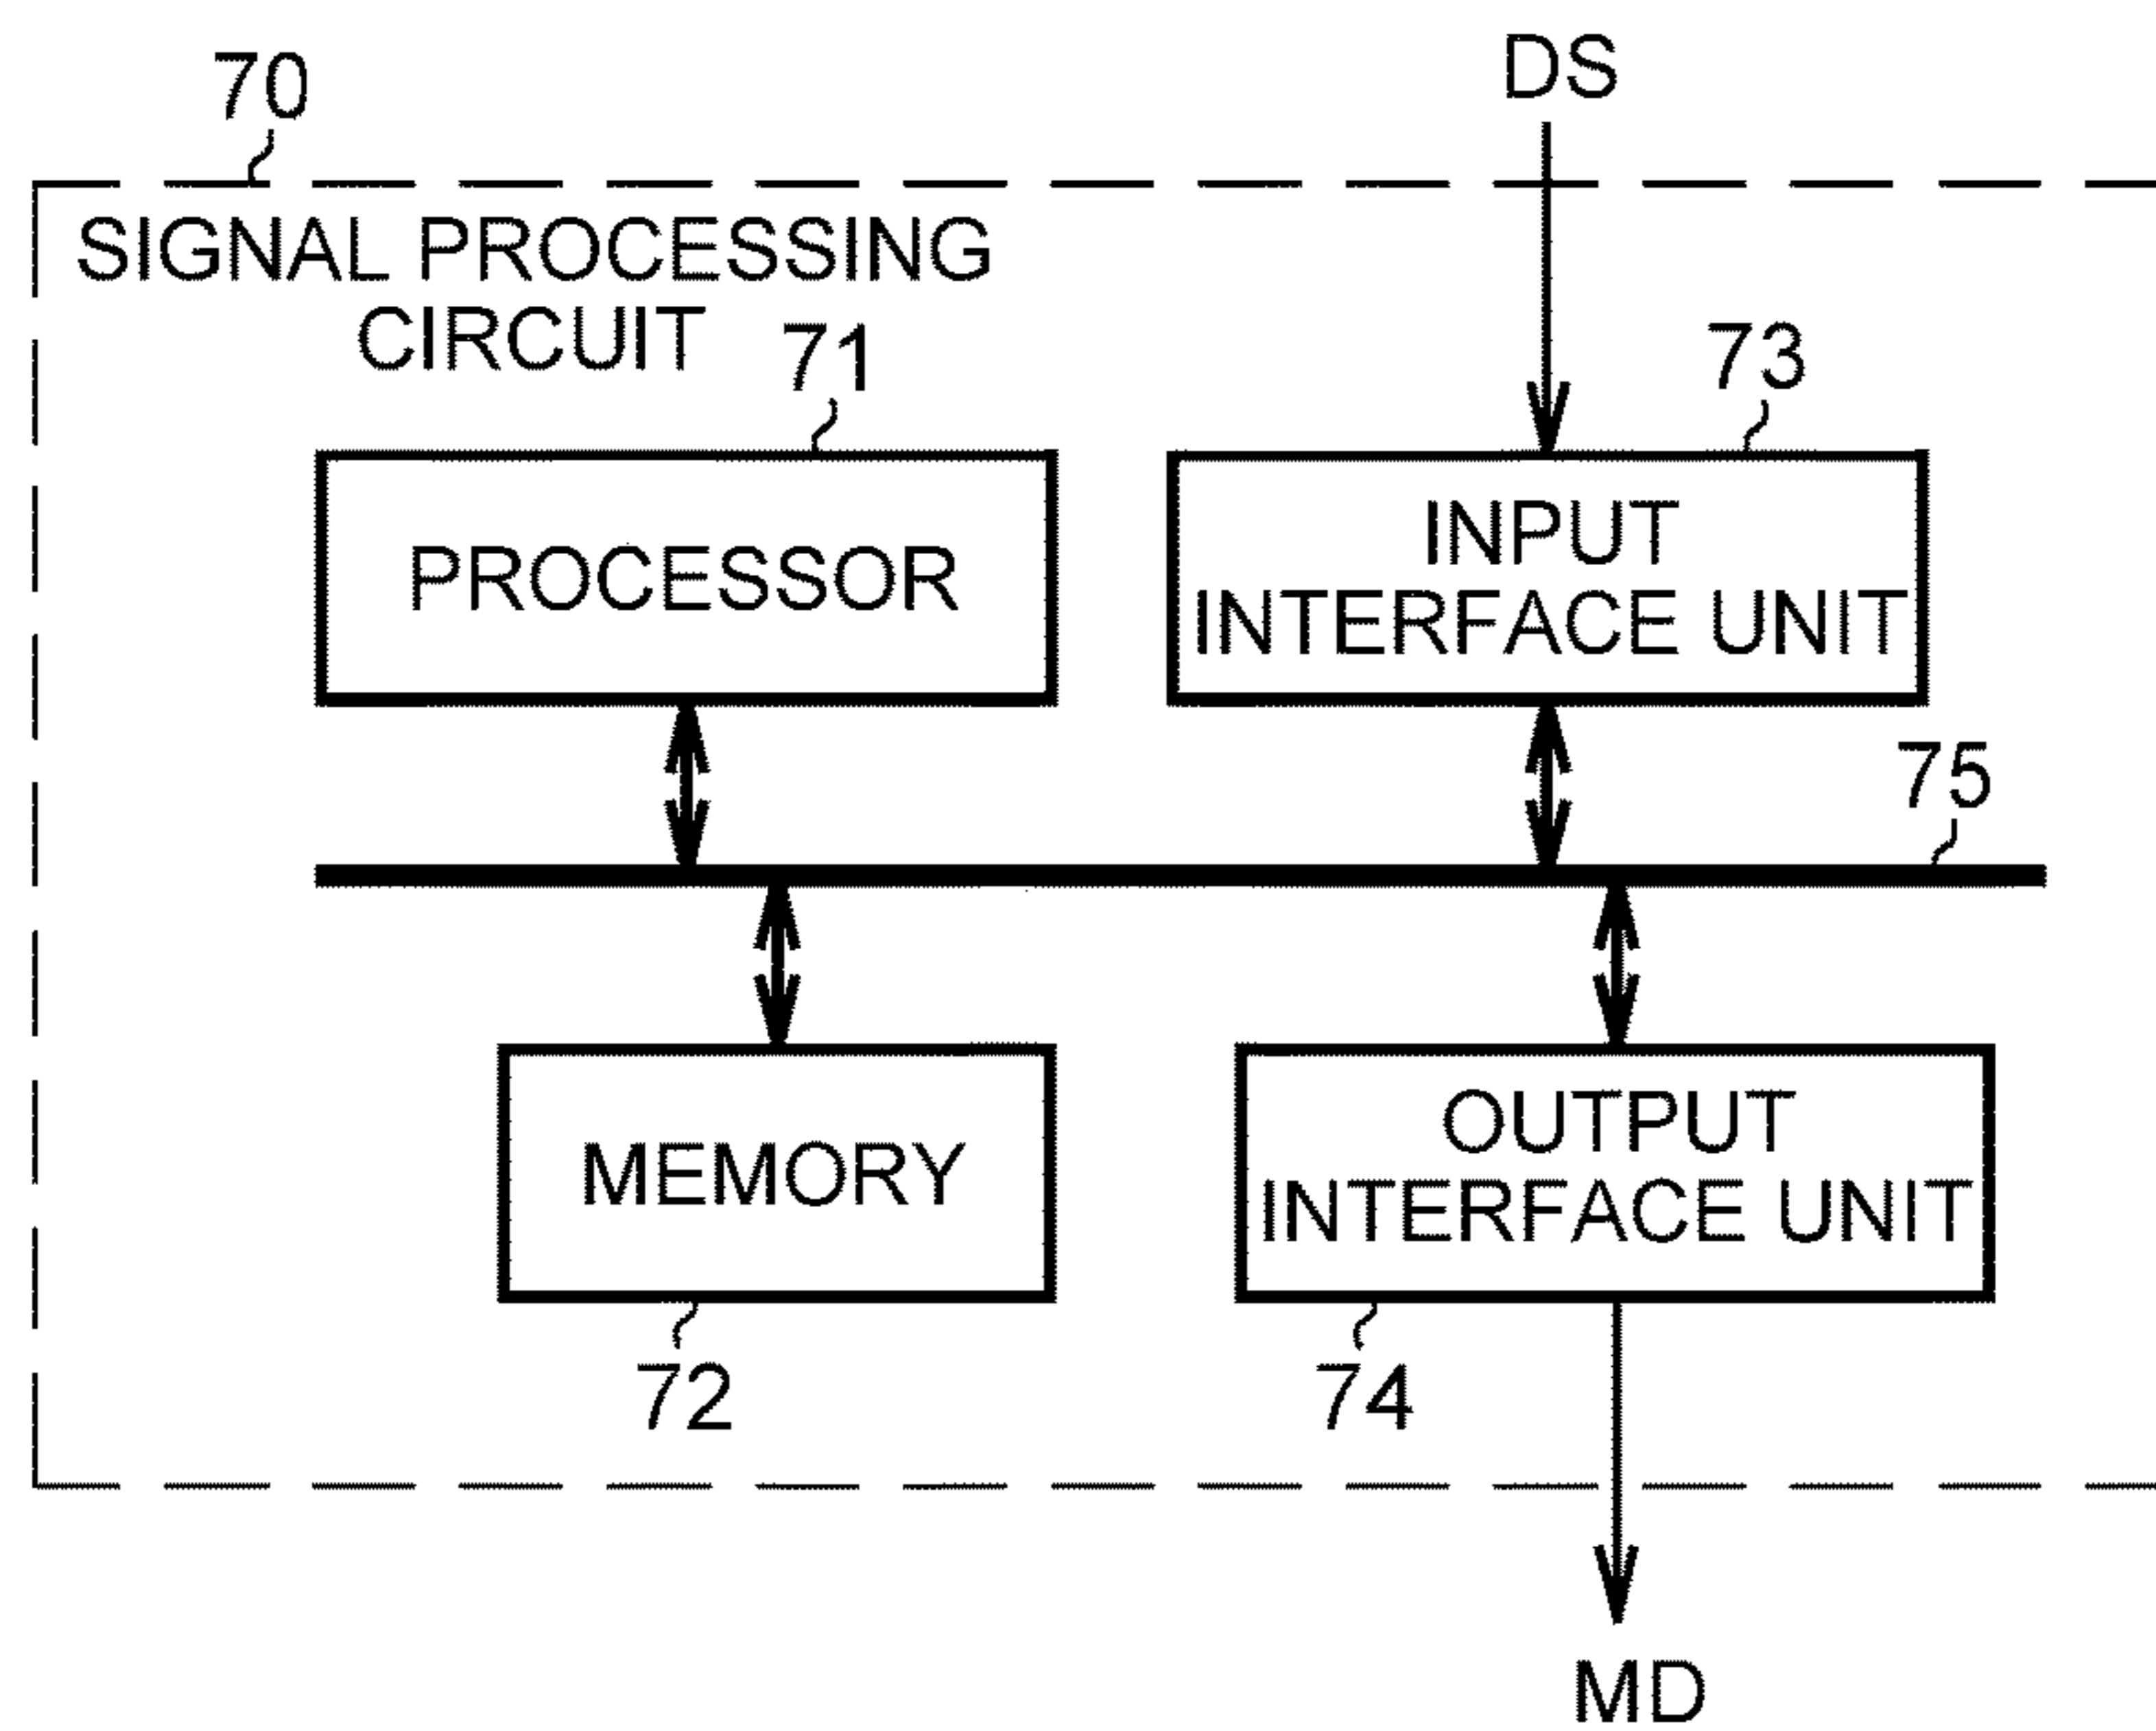 70
DS
SIGNAL PROCESSING
CIRCUIT
71
73
PROCESSOR
INPUT
INTERFACE UNIT
75
MEMORY
OUTPUT
INTERFACE UNIT
72
74
MD